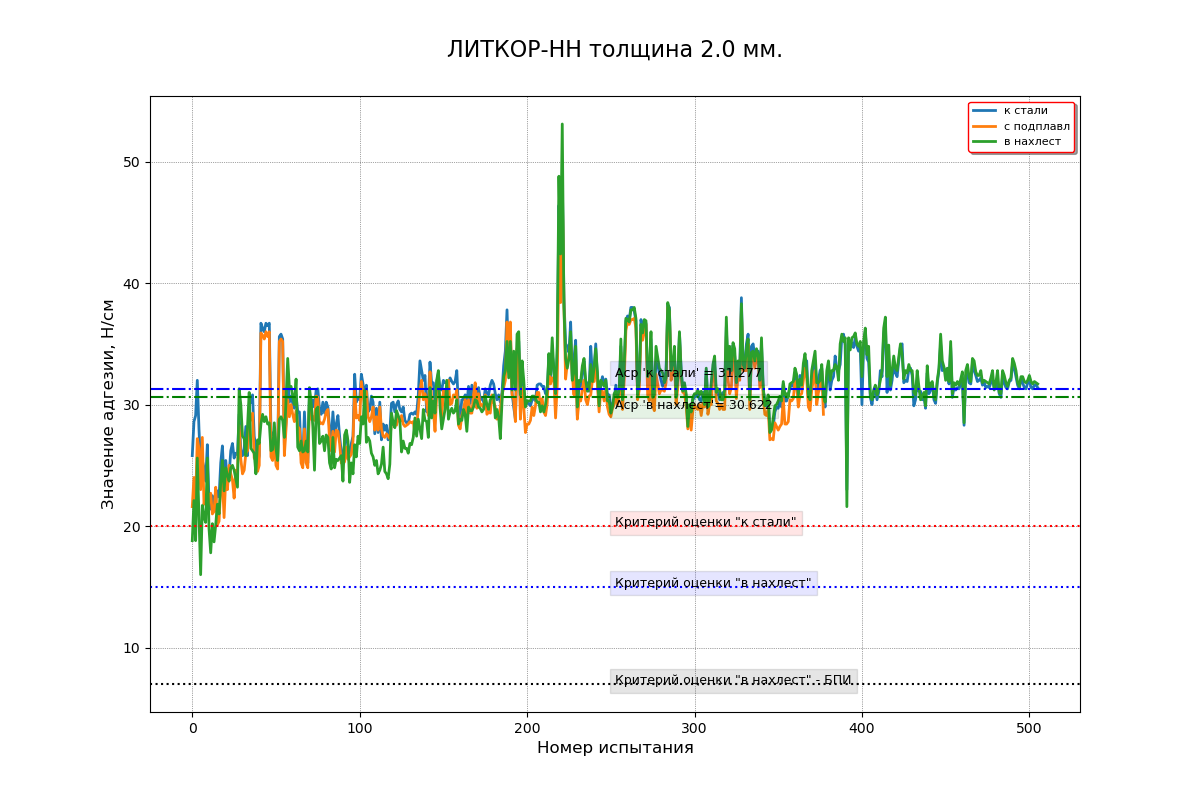 ЛИТКОР-НН толщина 2.0 мм.
к стали
с подплавл
в нахлест
Значение адгезии, Н/см
50
40
30
20
10
Аср 'к стали' = 31.277
Аср 'в нахлест'= 30.622
Критерий оценки "к стали"
Критерий оценки "в нахлест"
Критерий оценки "в нахлест" - БПИ
0
100
200
300
400
500
Номер испытания